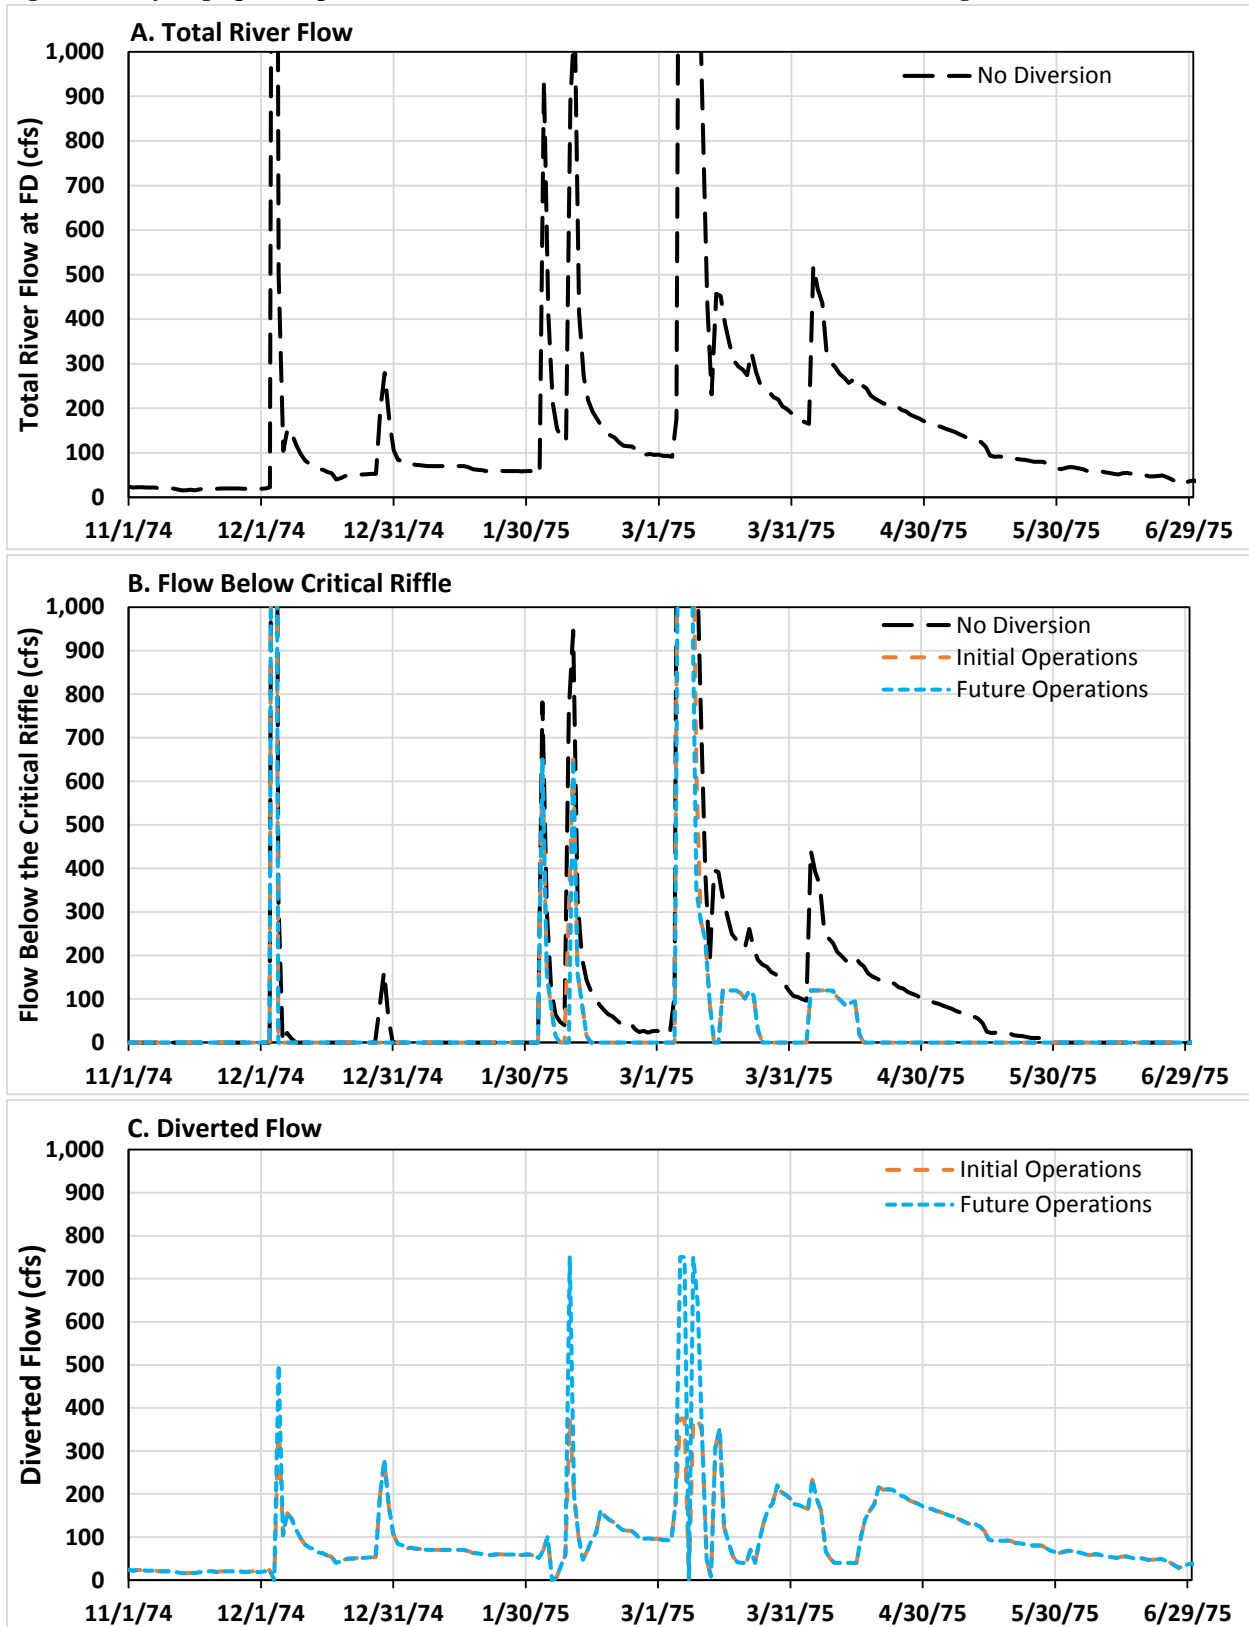 A. Total River Flow
1,000
900
800
700
600
500
400
300
200
100
0
Total River Flow at FD (cfs)
No Diversion
11/1/74 12/1/74 12/31/74 1/30/75 3/1/75 3/31/75 4/30/75 5/30/75 6/29/75
B. Flow Below Critical Riffle
1,000
900
800
700
600
500
400
300
200
100
0
Flow Below the Critical Riffle (cfs)
No Diversion
Initial Operations
Future Operations
11/1/74 12/1/74 12/31/74 1/30/75 3/1/75 3/31/75 4/30/75 5/30/75 6/29/75
C. Diverted Flow
1,000
900
800
700
600
500
400
300
200
100
0
Diverted Flow (cfs)
Initial Operations
Future Operations
11/1/74 12/1/74 12/31/74 1/30/75 3/1/75 3/31/75 4/30/75 5/30/75 6/29/75